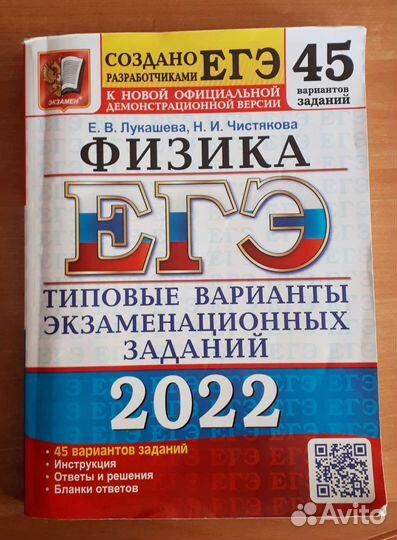 СОЗДАНО
РАЗРАБОТЧИКАМИ ЕГЭ
К НОВОЙ ОФИЦИАЛЬНОЙ
ДЕМОНСТРАЦИОННОЙ ВЕРСИИ
45
вариантов
заданий
ЭКЗАМЕН
Е. В. Лукашева, Н. И. Чистякова
ФИЗИКА
ЕГЭ
ТИПОВЫЕ ВАРИАНТЫ
ЭКЗАМЕНАЦИОННЫХ
ЗАДАНИЙ
2022
• 45 вариантов заданий
• Инструкция
• Ответы и решения
• Бланки ответов
Avito